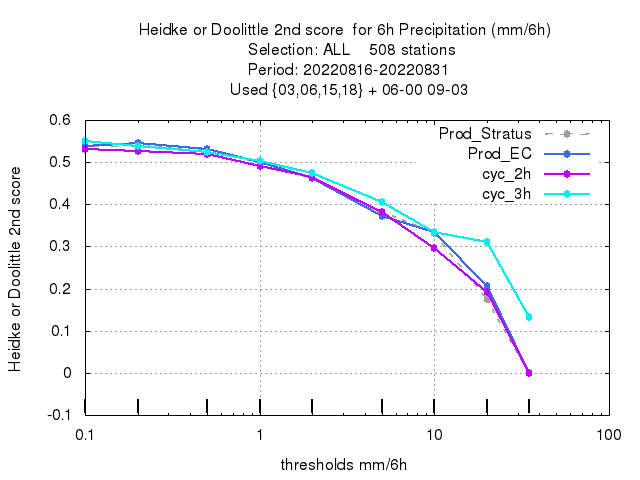 Heidke or Doolittle 2nd score  for 6h Precipitation (mm/6h)
Selection: ALL    508 stations
Period: 20220816-20220831
Used {03,06,15,18} + 06-00 09-03
Prod_Stratus
Prod_EC
cyc_2h
cyc_3h
Heidke or Doolittle 2nd score
0.6
0.5
0.4
0.3
0.2
0.1
0
-0.1
0.1
1
10
100
thresholds mm/6h